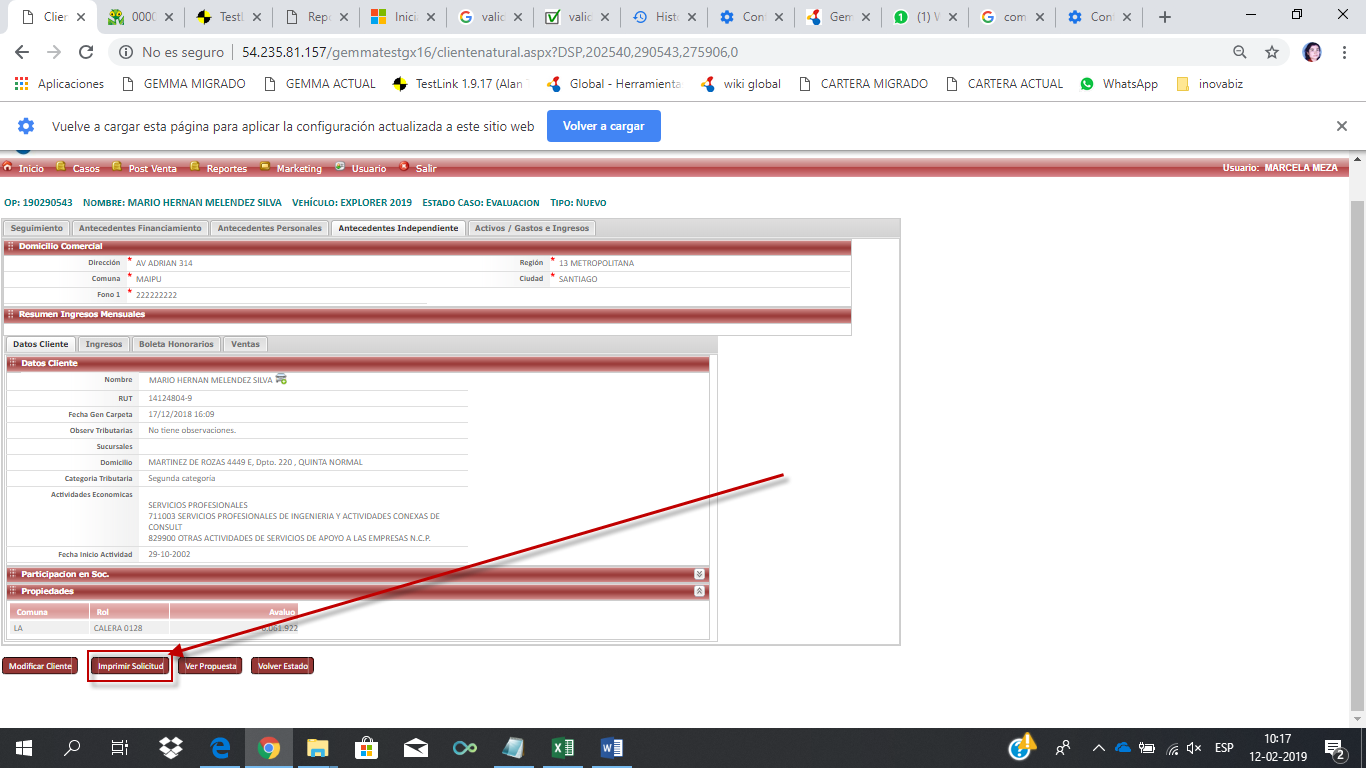 Clier
0000
TestL
Repo
Inicia
valid
valid
Hist
Cont
Gem
(1) V
com
Cont
No es seguro | 54.235.81.157/gemmatestgx16/clientenatural.aspx?DSP,202540,290543,275906,0
Aplicaciones GEMMA MIGRADO GEMMA ACTUAL TestLink 1.9.17 (Alan Global - Herramienta wiki global CARTERA MIGRADO CARTERA ACTUAL WhatsApp inovabiz
Vuelve a cargar esta página para aplicar la configuración actualizada a este sitio web Volver a cargar
Inicio Casos Post Venta Reportes Marketing Usuario Salir Usuario: MARCELA MEZA
Op: 190290543 Nombre: MARIO HERNAN MELENDEZ SILVA Vehículo: EXPLORER 2019 Estado Caso: Evaluacion Tipo: Nuevo
Seguimiento Antecedentes Financiamiento Antecedentes Personales Antecedentes Independiente Activos / Gastos e Ingresos
Domicilio Comercial
Dirección * AV ADRIAN 314 Región * 13 METROPOLITANA
Comuna * MAIPU Ciudad * SANTIAGO
Fono 1 * 222222222
Resumen Ingresos Mensuales
Datos Cliente Ingresos Boleta Honorarios Ventas
Datos Cliente
Nombre MARIO HERNAN MELENDEZ SILVA
RUT 14124804-9
Fecha Gen Carpeta 17/12/2018 16:09
Observ Tributarias No tiene observaciones.
Sucursales
Domicilio MARTINEZ DE ROZAS 4449 E, Dpto. 220 , QUINTA NORMAL
Categoria Tributaria Segunda categoría
Actividades Economicas
SERVICIOS PROFESIONALES
711003 SERVICIOS PROFESIONALES DE INGENIERIA Y ACTIVIDADES CONEXAS DE
CONSULT
829900 OTRAS ACTIVIDADES DE SERVICIOS DE APOYO A LAS EMPRESAS N.C.P.
Fecha Inicio Actividad 29-10-2002
Participacion en Soc.
Propiedades
Comuna Rol Avaluo
LA CALERA 0128 .922
Modificar Cliente Imprimir Solicitud Ver Propuesta Volver Estado
ESP
10:17
12-02-2019
2